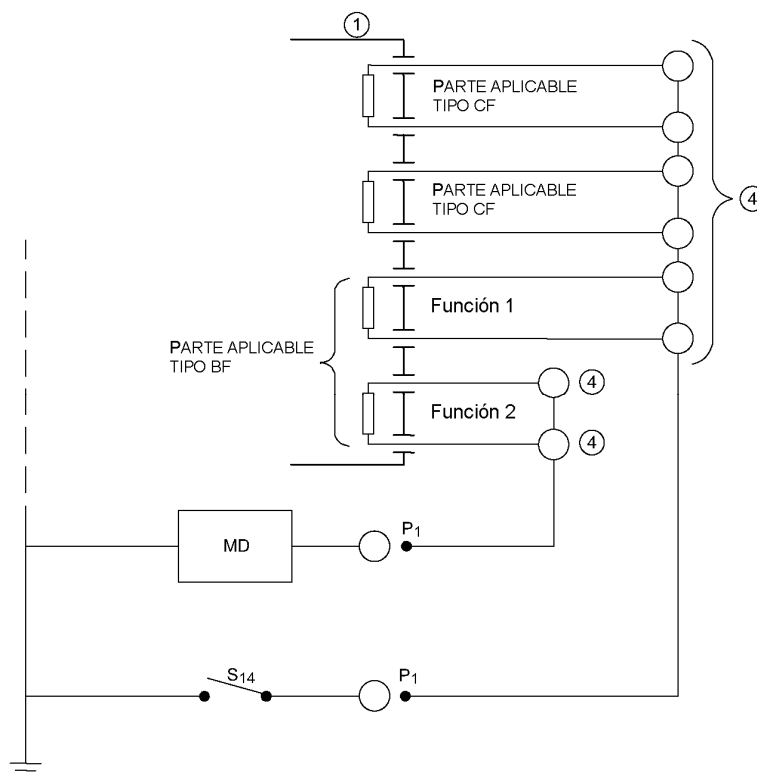 1
PARTE APLICABLE
TIPO CF
PARTE APLICABLE
TIPO CF
4
Función 1
PARTE APLICABLE
TIPO BF
4
Función 2
4
P1
MD
S14
P1